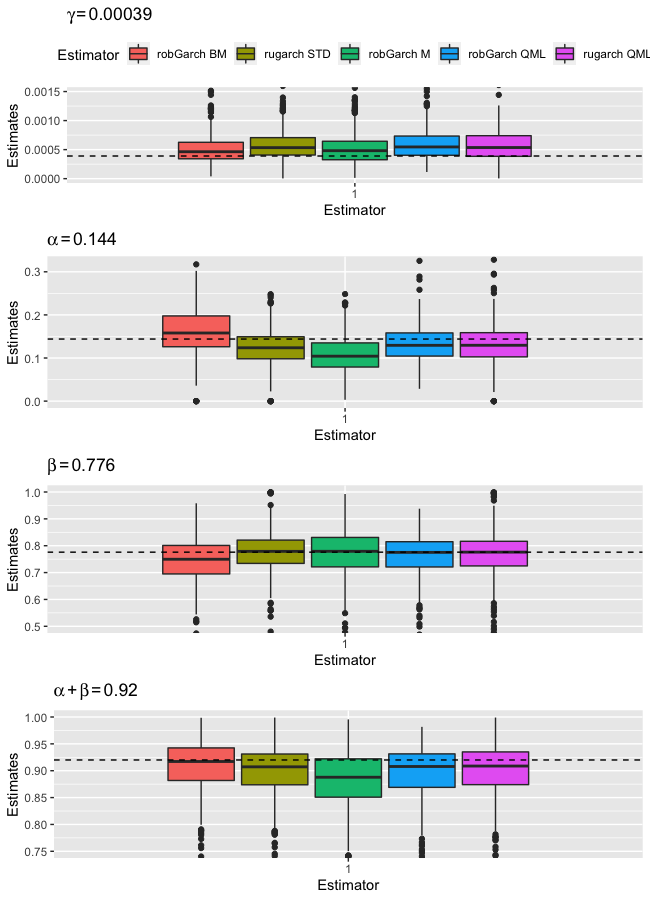 γ = 0.00039
Estimator robGarch BM rugarch STD robGarch M robGarch QML rugarch QML
Estimates
0.0015
0.0010
0.0005
0.0000
1
Estimator
α = 0.144
Estimates
0.3
0.2
0.1
0.0
1
Estimator
β = 0.776
Estimates
1.0
0.9
0.8
0.7
0.6
0.5
1
Estimator
α + β = 0.92
Estimates
1.00
0.95
0.90
0.85
0.80
0.75
1
Estimator